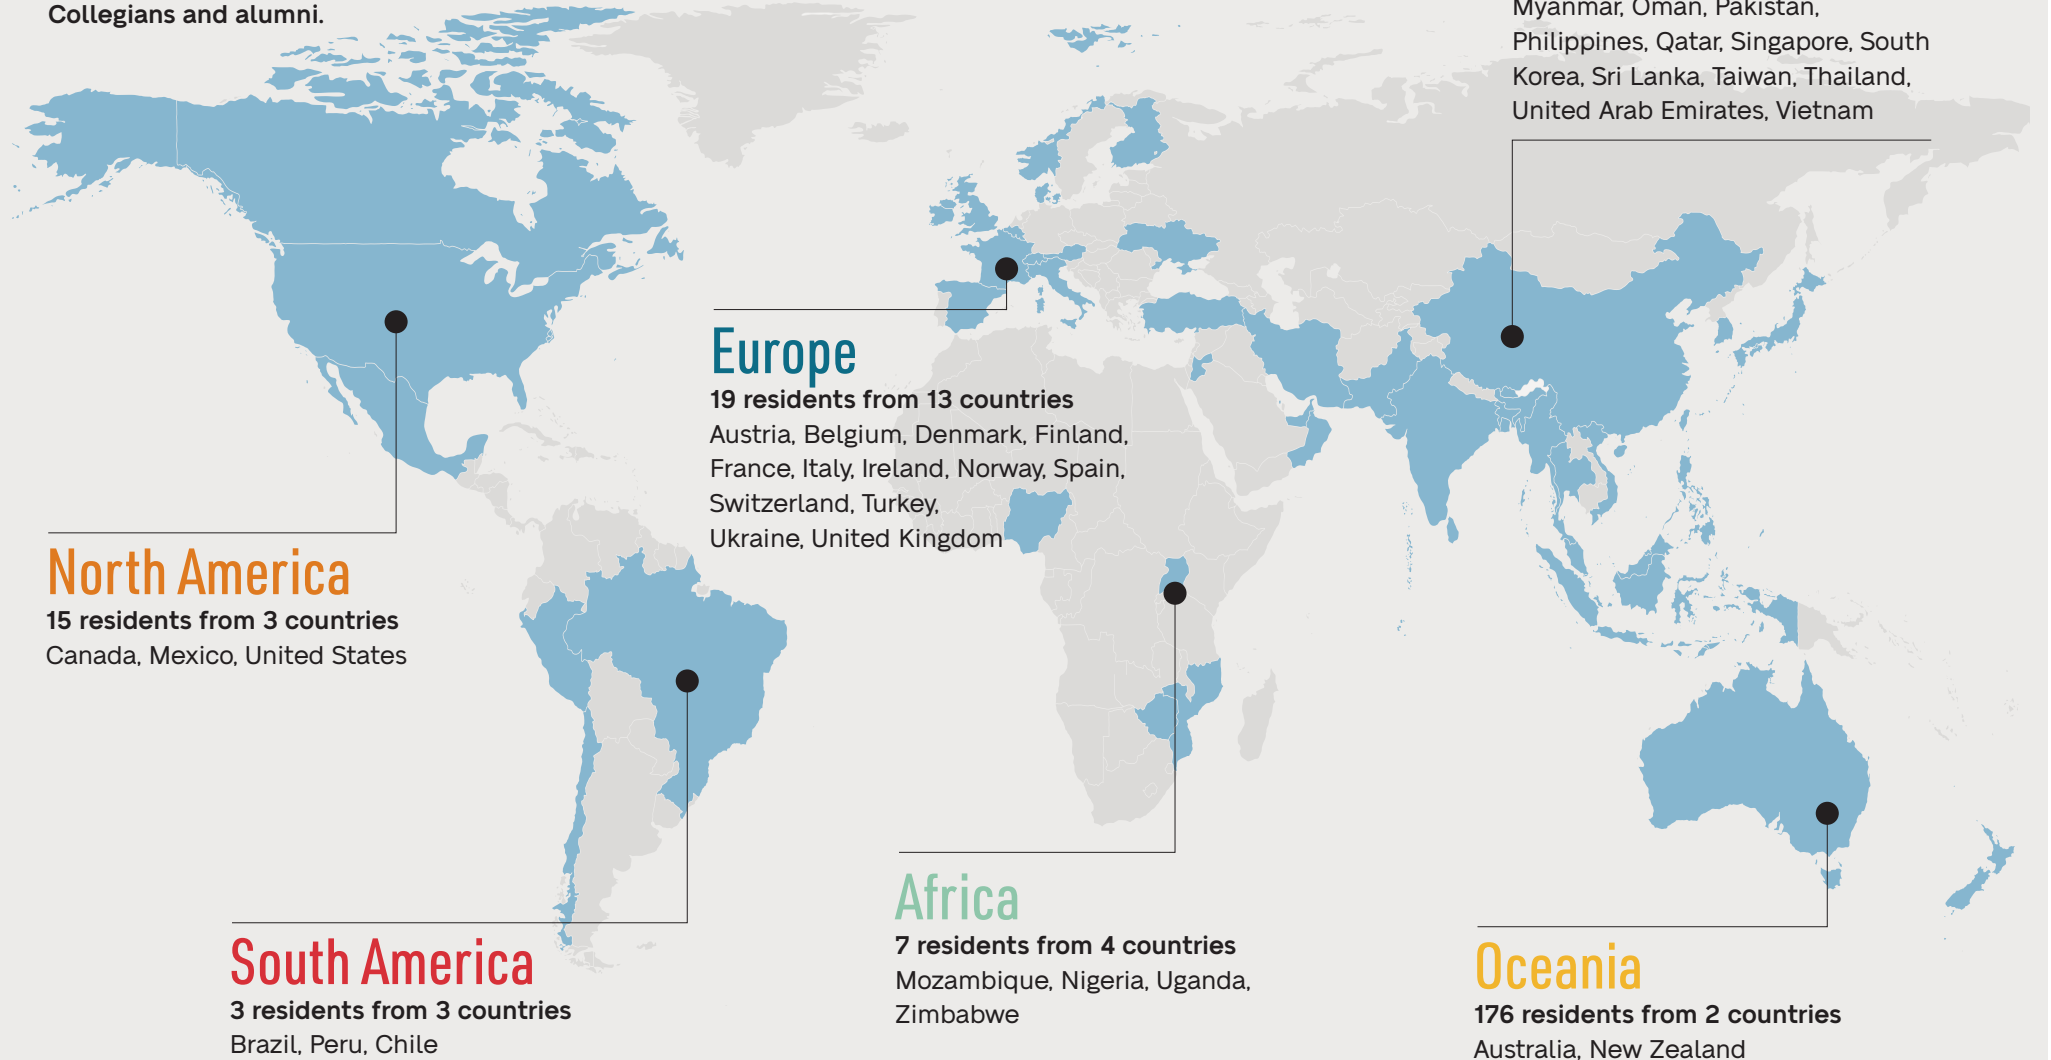 Collegians and alumni.
Myanmar, Oman, Pakistan,
Philippines, Qatar, Singapore, South
Korea, Sri Lanka, Taiwan, Thailand,
United Arab Emirates, Vietnam
Europe
19 residents from 13 countries
Austria, Belgium, Denmark, Finland,
France, Italy, Ireland, Norway, Spain,
Switzerland, Turkey,
Ukraine, United Kingdom
North America
15 residents from 3 countries
Canada, Mexico, United States
Africa
7 residents from 4 countries
Mozambique, Nigeria, Uganda,
Zimbabwe
South America
3 residents from 3 countries
Brazil, Peru, Chile
Oceania
176 residents from 2 countries
Australia, New Zealand